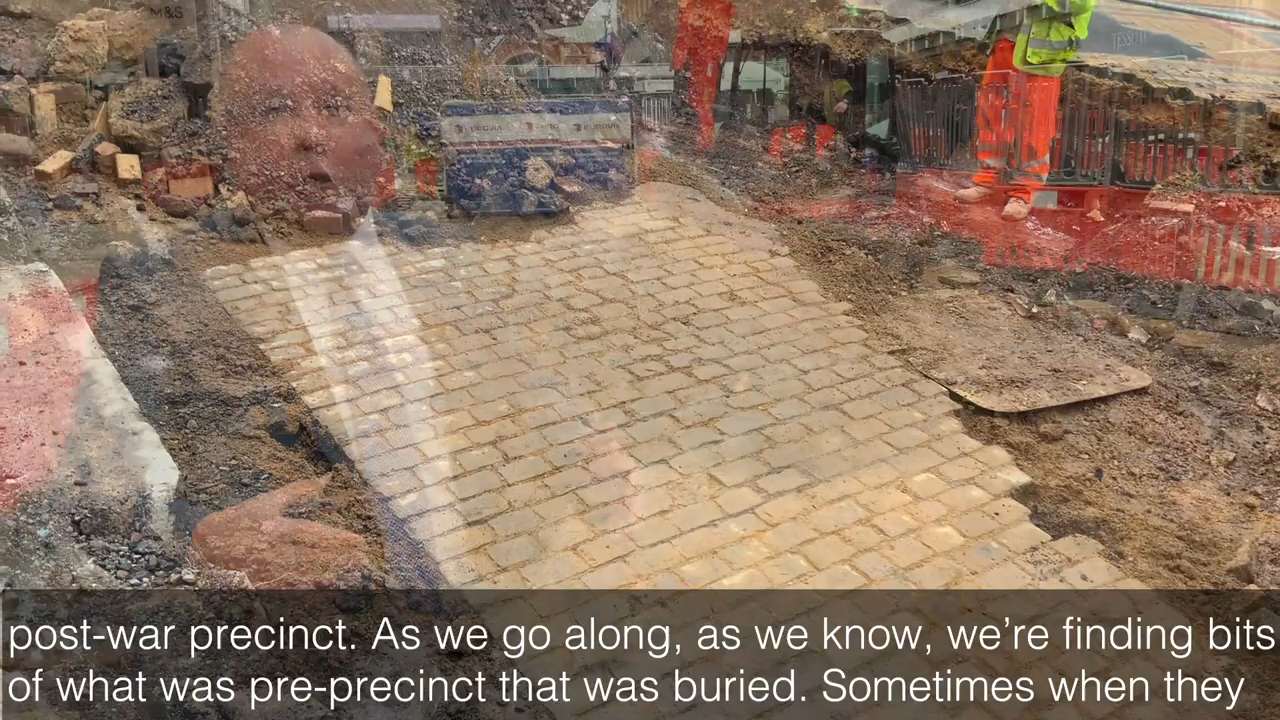 M&S
post-war precinct. As we go along, as we know, we’re finding bits
of what was pre-precinct that was buried. Sometimes when they